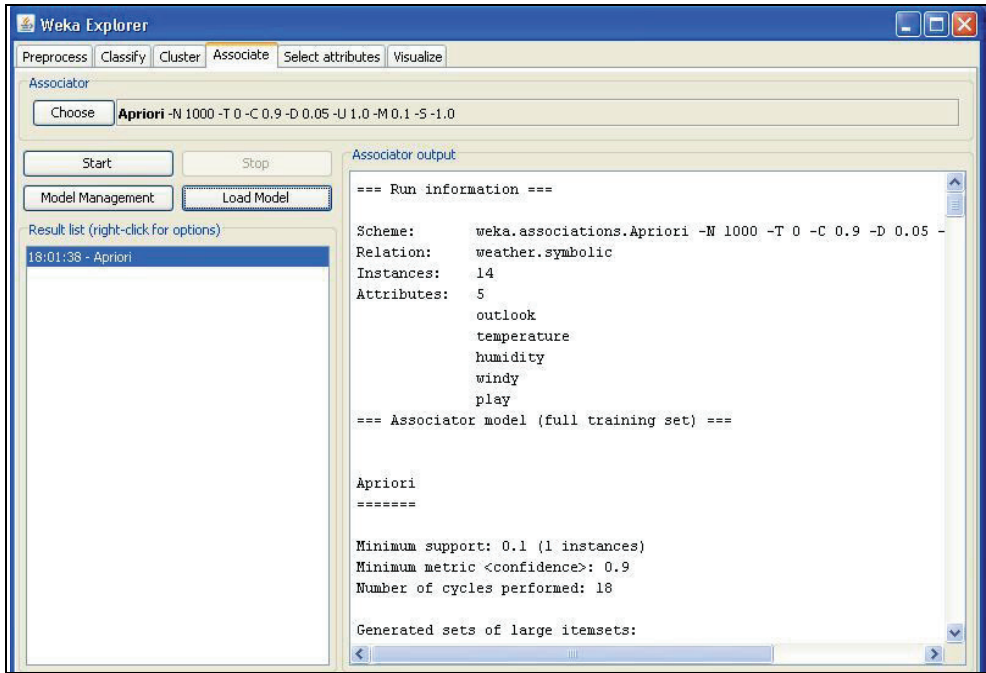 Weka Explorer
Preprocess Classify Cluster Associate Select attributes Visualize
Associator
Choose Apriori -N 1000 -T 0 -C 0.9 -D 0.05 -U 1.0 -M 0.1 -S -1.0
Start Stop
Model Management Load Model
Result list (right-click for options)
18:01:38 - Apriori
Associator output
=== Run information ===
Scheme: weka.associations.Apriori -N 1000 -T 0 -C 0.9 -D 0.05 -
Relation: weather.symbolic
Instances: 14
Attributes: 5
outlook
temperature
humidity
windy
play
=== Associator model (full training set) ===
Apriori
=======
Minimum support: 0.1 (1 instances)
Minimum metric <confidence>: 0.9
Number of cycles performed: 18
Generated sets of large itemsets: